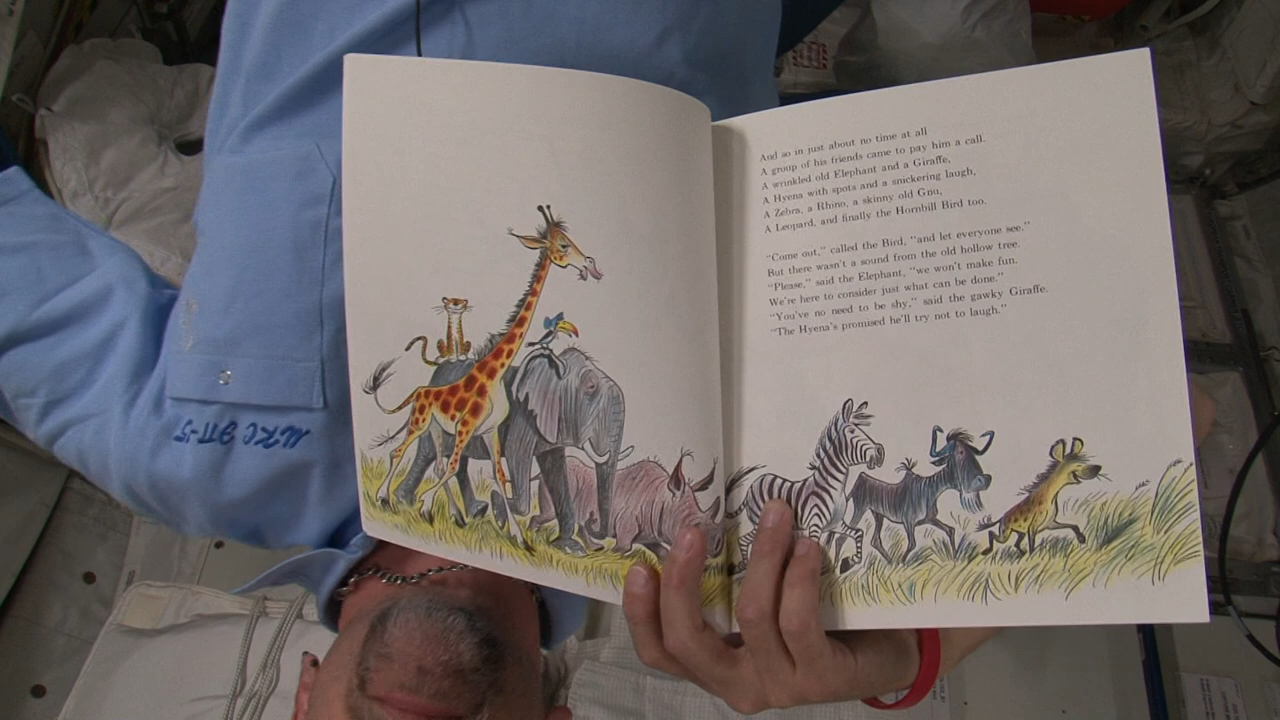 And so in just about no time at all
A group of his friends came to pay him a call.
A wrinkled old Elephant and a Giraffe,
A Hyena with spots and a snickering laugh,
A Zebra, a Rhino, a skinny old Gnu,
A Leopard, and finally the Hornbill Bird too.
"Come out," called the Bird, "and let everyone see."
But there wasn't a sound from the old hollow tree.
"Please," said the Elephant, "we won't make fun.
We're here to consider just what can be done."
"You've no need to be shy," said the gawky Giraffe.
"The Hyena's promised he'll try not to laugh."
МКС ЭП-15